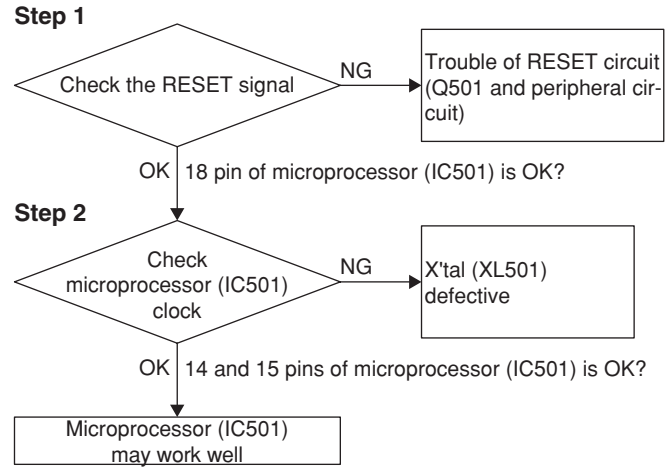 Step 1
Check the RESET signal
NG
Trouble of RESET circuit
(Q501 and peripheral cir-
cuit)
OK
18 pin of microprocessor (IC501) is OK?
Step 2
Check
microprocessor (IC501)
clock
NG
X'tal (XL501)
defective
OK
14 and 15 pins of microprocessor (IC501) is OK?
Microprocessor (IC501)
may work well